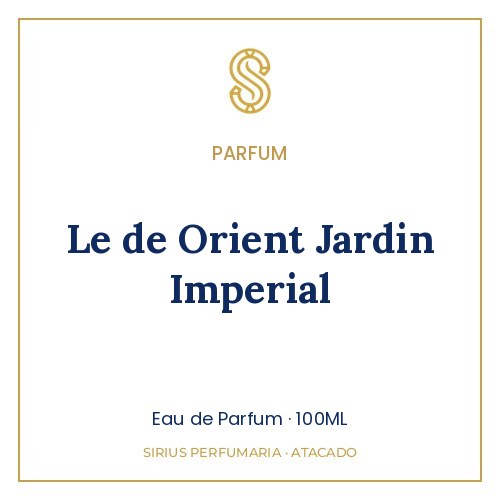 PARFUM
Le de Orient Jardin
Imperial
Eau de Parfum · 100ML
SIRIUS PERFUMARIA · ATACADO